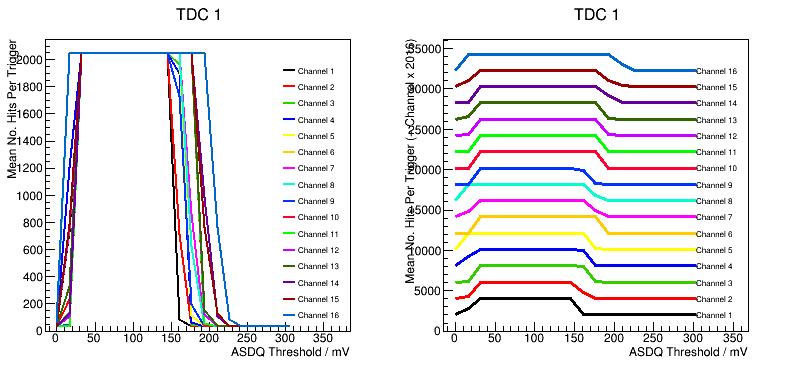 TDC 1
Mean No. Hits Per Trigger
2000
1800
1600
1400
1200
1000
800
600
400
200
0
0 50 100 150 200 250 300 350
ASDQ Threshold / mV
Channel 1
Channel 2
Channel 3
Channel 4
Channel 5
Channel 6
Channel 7
Channel 8
Channel 9
Channel 10
Channel 11
Channel 12
Channel 13
Channel 14
Channel 15
Channel 16
TDC 1
Mean No. Hits Per Trigger (+ Channel x 2016)
35000
30000
25000
20000
15000
10000
5000
0
0 50 100 150 200 250 300 350
ASDQ Threshold / mV
Channel 16
Channel 15
Channel 14
Channel 13
Channel 12
Channel 11
Channel 10
Channel 9
Channel 8
Channel 7
Channel 6
Channel 5
Channel 4
Channel 3
Channel 2
Channel 1